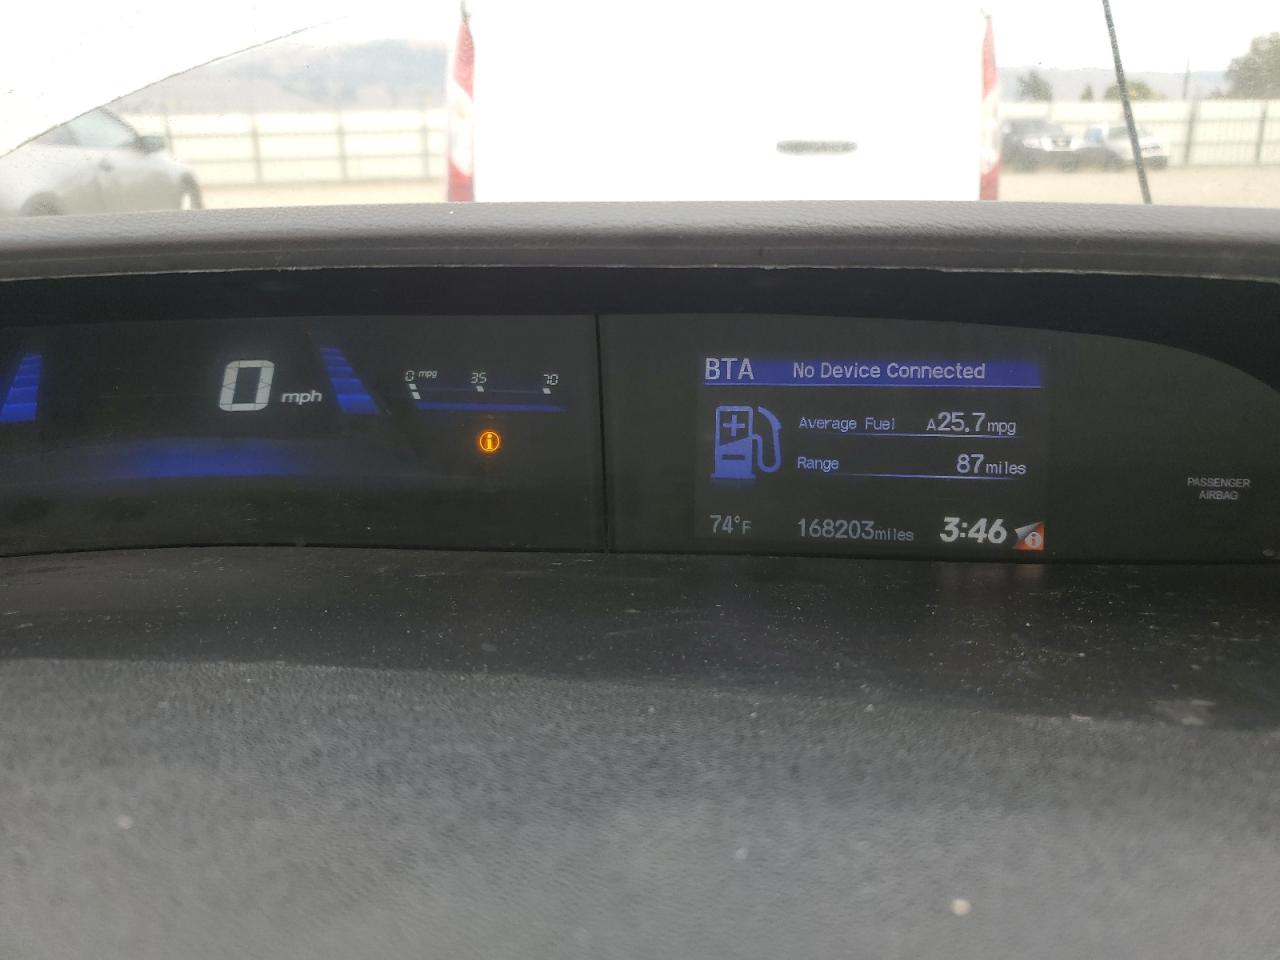 0 mph
0 mpg 35 70
BTA No Device Connected
Average Fuel A25.7mpg
Range 87miles
74°F 168203miles 3:46
PASSENGER
AIRBAG